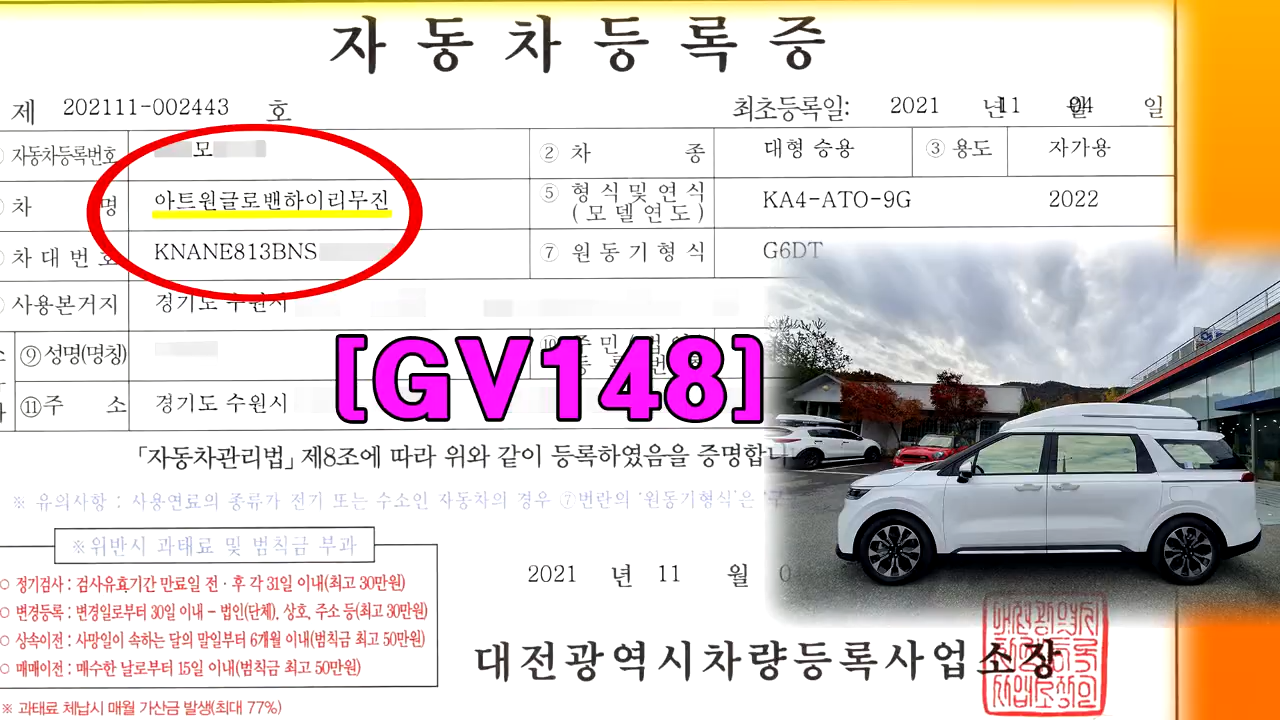 자동차등록증
제 202111-002443 호 최초등록일: 2021 년 11 월 04 일
자동차등록번호 모 ② 차 종 대형 승용 ③ 용도 자가용
차 명 아트원글로밴하이리무진 ⑤ 형식 및 연식 KA4-ATO-9G 2022
(모델연도)
차대번호 KNANE813BNS ⑦ 원동기형식 G6DT
사용본거지 경기도 수원시
⑨ 성명(명칭)
[GV148]
⑪ 주 소 경기도 수원시
「자동차관리법」 제8조에 따라 위와 같이 등록하였음을 증명합니
※ 유의사항 : 사용연료의 종류가 전기 또는 수소인 자동차의 경우 ⑦번란의 '원동기형식'은
※위반시 과태료 및 범칙금 부과
○ 정기검사 : 검사유효기간 만료일 전·후 각 31일 이내(최고 30만원)
○ 변경등록 : 변경일로부터 30일 이내 - 법인(단체), 상호, 주소 등(최고 30만원)
○ 상속이전 : 사망일이 속하는 달의 말일부터 6개월 이내(범칙금 최고 50만원)
○ 매매이전 : 매수한 날로부터 15일 이내(범칙금 최고 50만원)
※ 과태료 체납시 매월 가산금 발생(최대 77%)
2021 년 11 월
대전광역시차량등록사업소장